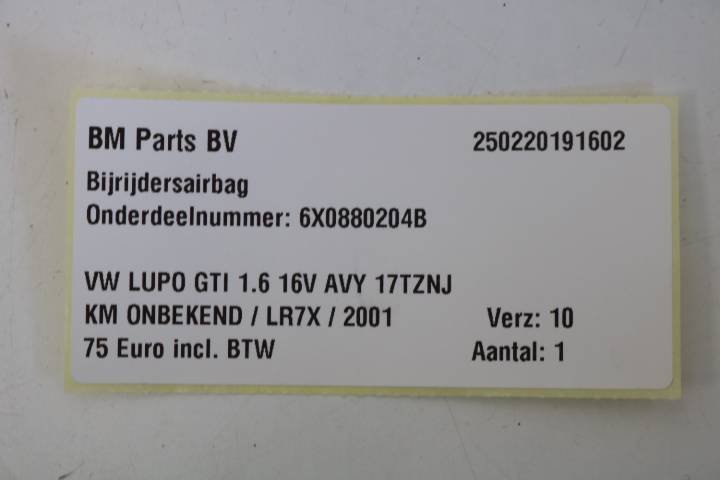 BM Parts BV 250220191602
Bijrijdersairbag
Onderdeelnummer: 6X0880204B
VW LUPO GTI 1.6 16V AVY 17TZNJ
KM ONBEKEND / LR7X / 2001 Verz: 10
75 Euro incl. BTW Aantal: 1